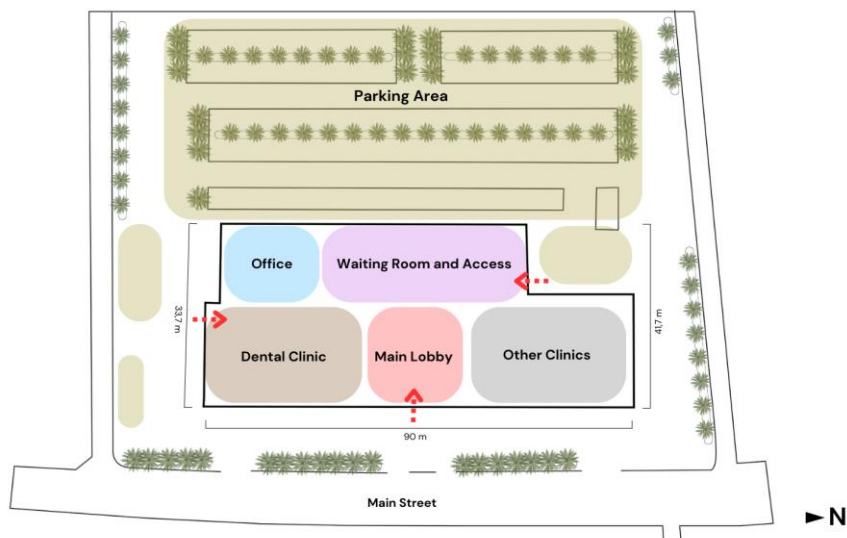 Parking Area
Office
Waiting Room and Access
33,7 m
41,7 m
Dental Clinic
Main Lobby
Other Clinics
90 m
Main Street
N